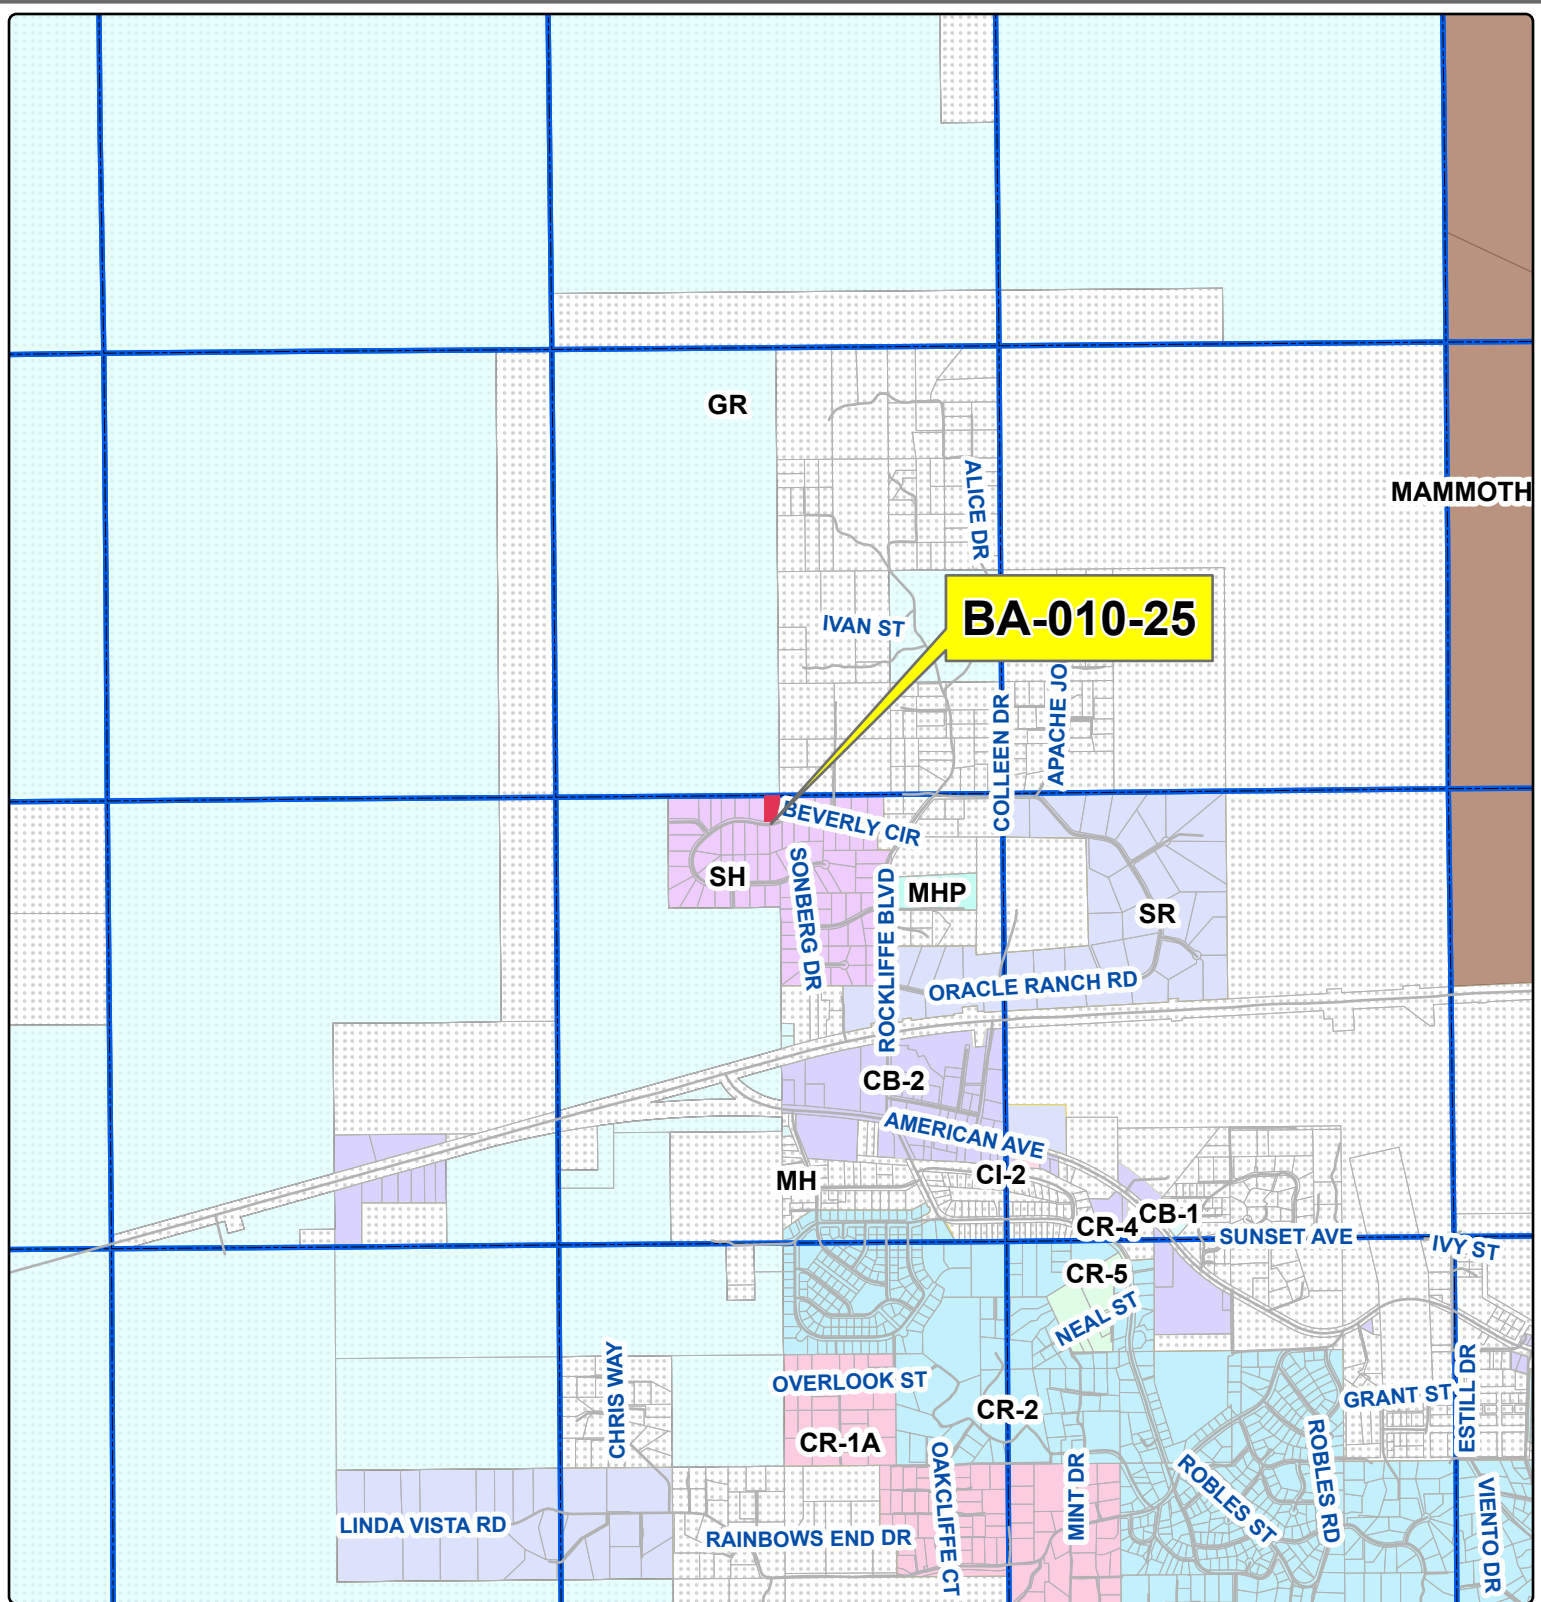 GR
ALICE DR
MAMMOTH
BA-010-25
IVAN ST
COLLEEN DR
APACHE JO
BEVERLY CIR
SH
SONBERG DR
ROCKLIFFE BLVD
MHP
SR
ORACLE RANCH RD
CB-2
AMERICAN AVE
MH
CI-2
CR-4
CB-1
SUNSET AVE
IVY ST
CR-5
NEAL ST
CHRIS WAY
OVERLOOK ST
CR-2
GRANT ST
ESTILL DR
CR-1A
OAKCLIFFE CT
MINT DR
ROBLES ST
ROBLES RD
VIENTO DR
LINDA VISTA RD
RAINBOWS END DR